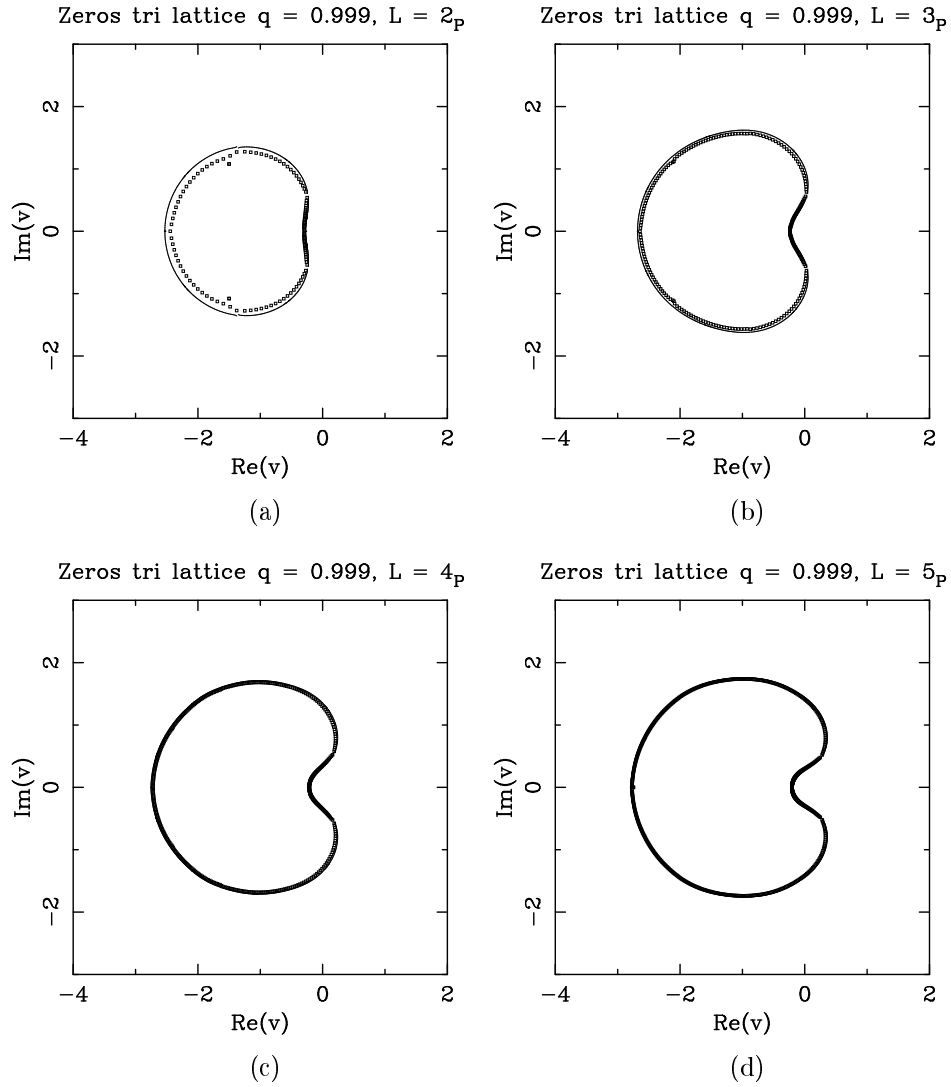 Zeros tri lattice q = 0.999, L = 2P
Im(v)
2
0
−2
−4 −2 0 2
Re(v)
(a)
Zeros tri lattice q = 0.999, L = 3P
Im(v)
2
0
−2
−4 −2 0 2
Re(v)
(b)
Zeros tri lattice q = 0.999, L = 4P
Im(v)
2
0
−2
−4 −2 0 2
Re(v)
(c)
Zeros tri lattice q = 0.999, L = 5P
Im(v)
2
0
−2
−4 −2 0 2
Re(v)
(d)